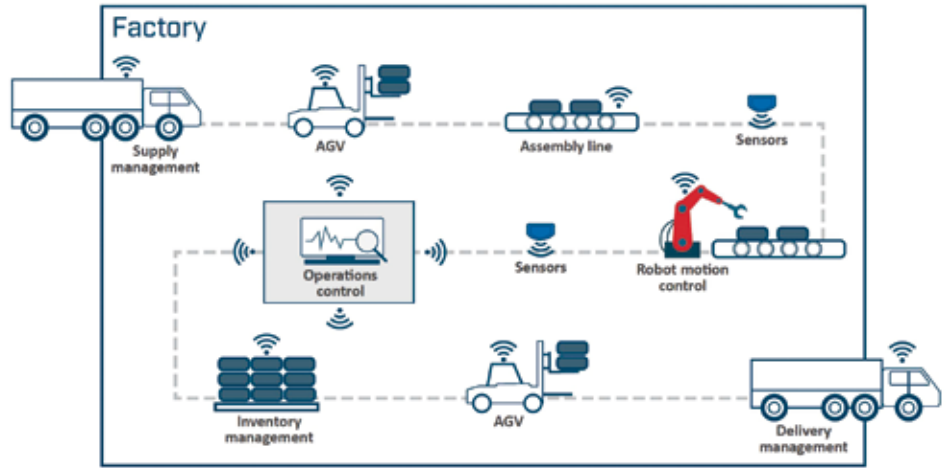 Factory
Supply
management
AGV
Assembly line
Sensors
Operations
control
Sensors
Robot motion
control
Inventory
management
AGV
Delivery
management